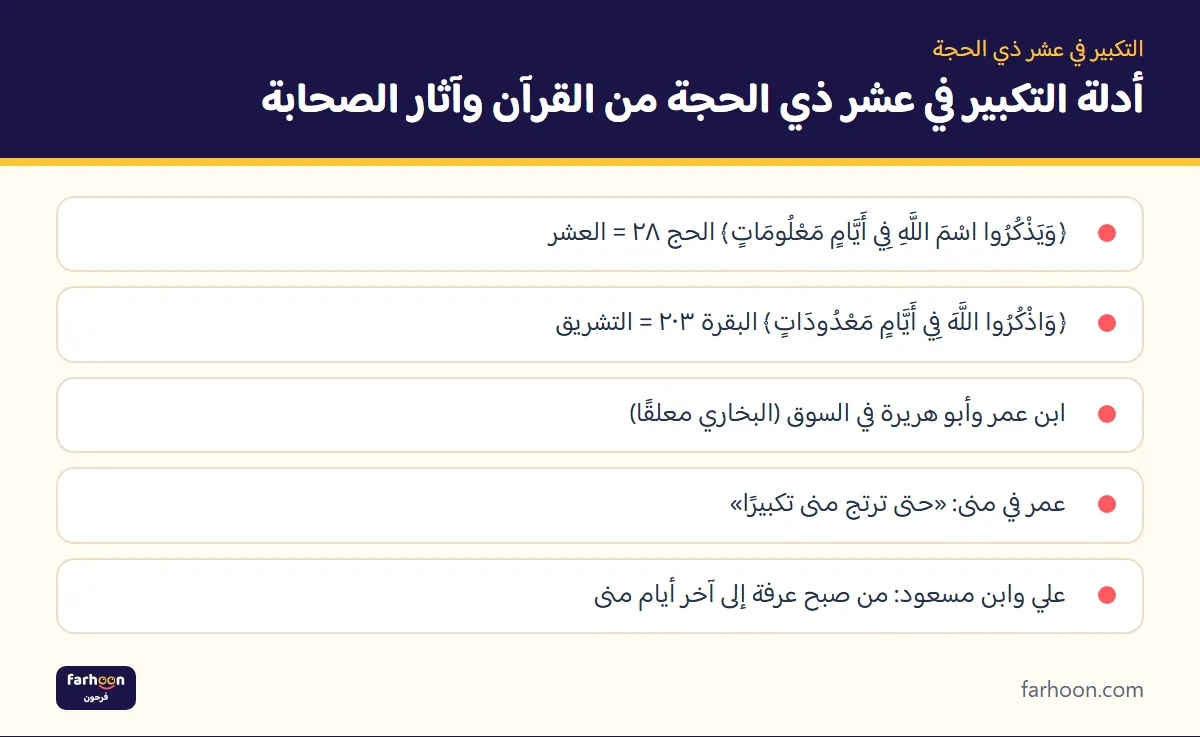 التكبير في عشر ذي الحجة
أدلة التكبير في عشر ذي الحجة من القرآن وآثار الصحابة
﴿وَيَذْكُرُوا اسْمَ اللَّهِ فِي أَيَّامٍ مَعْلُومَاتٍ﴾ الحج ٢٨ = العشر
﴿وَاذْكُرُوا اللَّهَ فِي أَيَّامٍ مَعْدُودَاتٍ﴾ البقرة ٢٠٣ = التشريق
ابن عمر وأبو هريرة في السوق (البخاري معلقًا)
عمر في منى: «حتى ترتج منى تكبيرًا»
علي وابن مسعود: من صبح عرفة إلى آخر أيام منى
farhoon.com
farhoon
فرحون